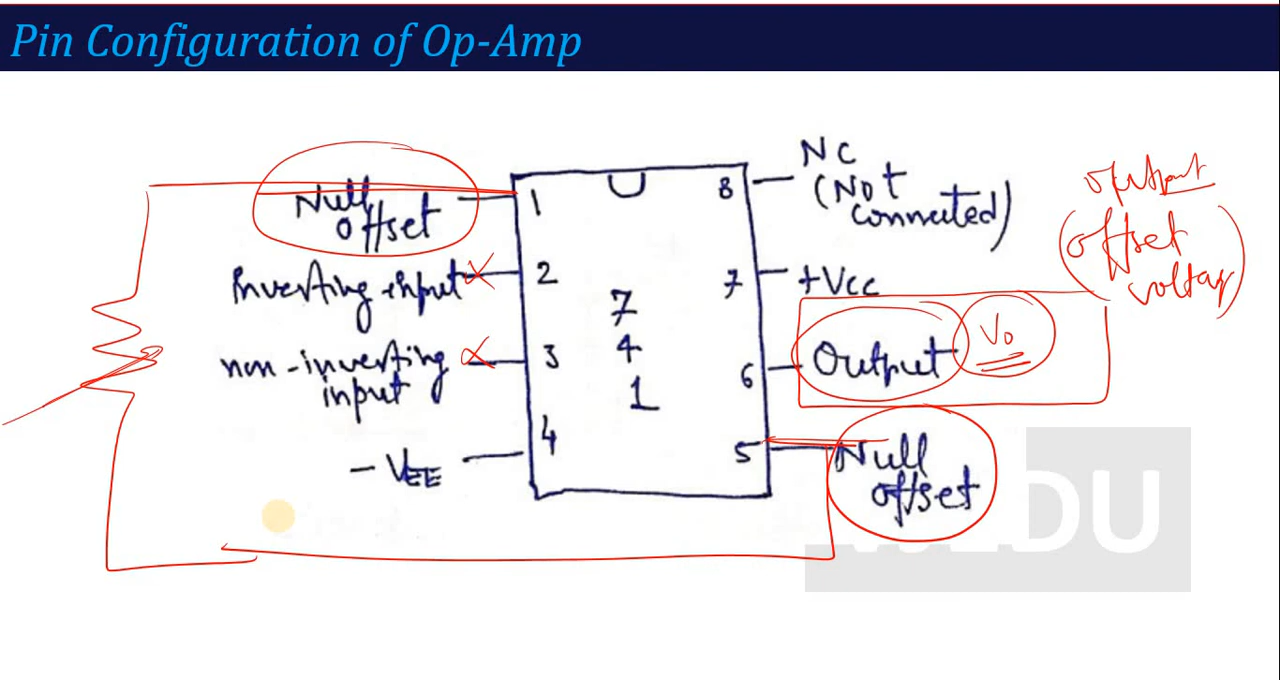 Pin Configuration of Op-Amp
Null
offset
1
Inverting input
2
non-inverting
input
3
-VEE
4
7
4
1
8
NC
(Not
connected)
7
+Vcc
6
Output
Vo
5
Null
offset
output
(offset
voltage)
DU